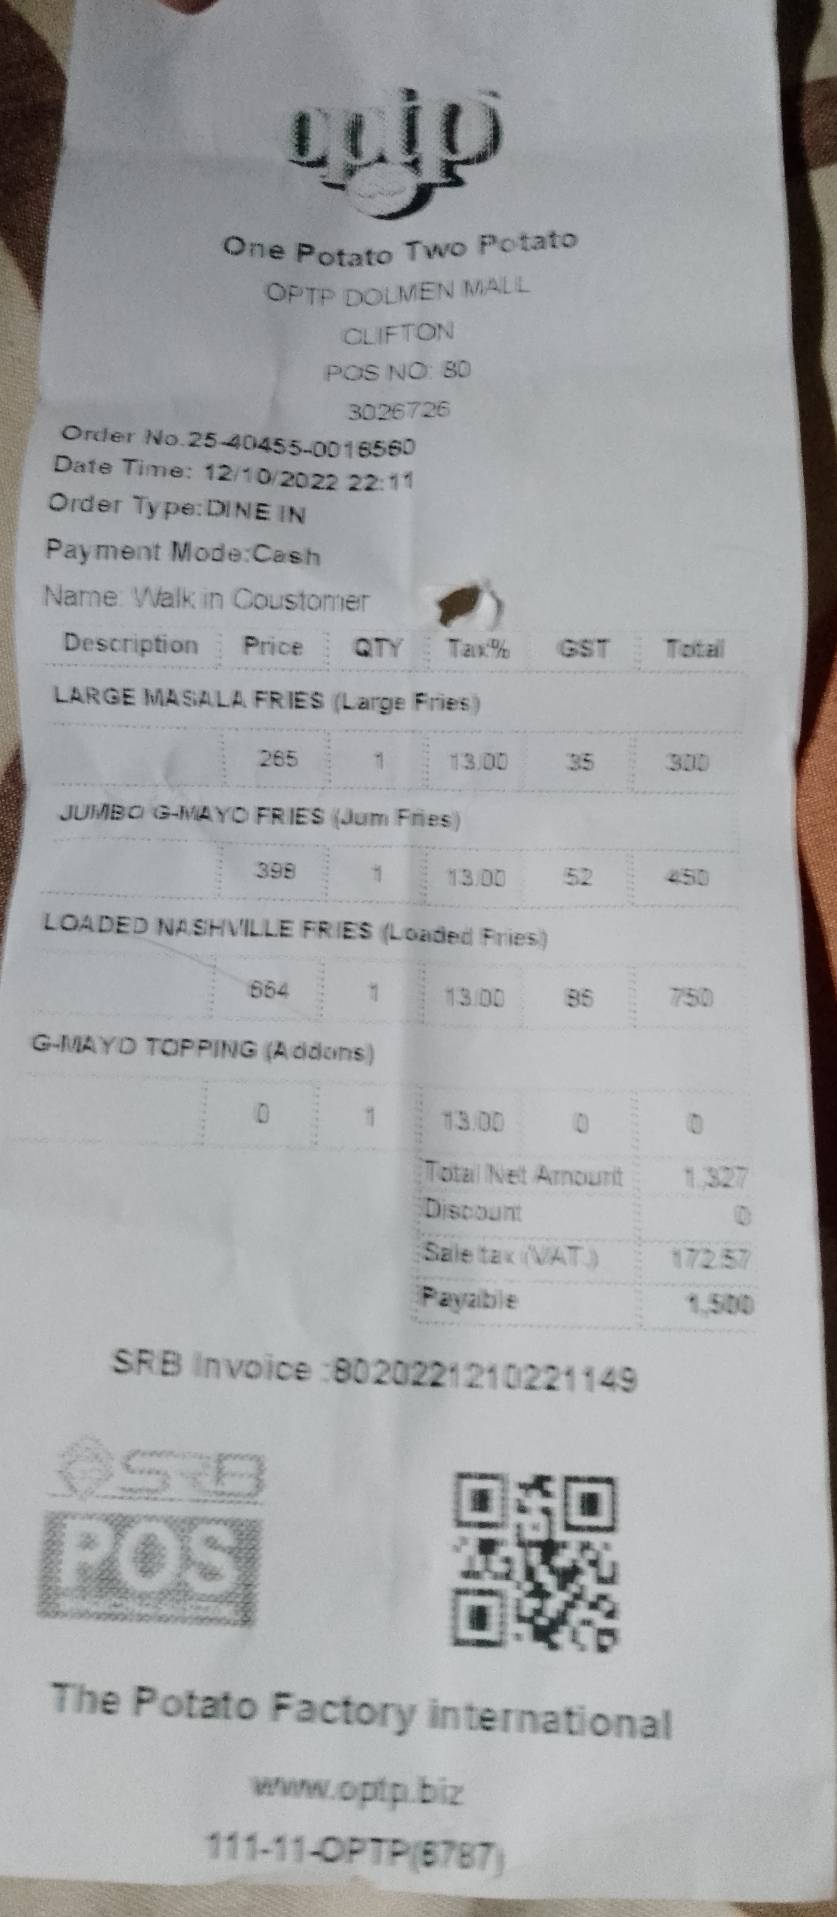 optp
One Potato Two Potato
OPTP DOLMEN MALL
CLIFTON
POS NO: 80
3026726
Order No.25-40455-0016560
Date Time: 12/10/2022 22:11
Order Type:DINE IN
Payment Mode:Cash
Name: Walk in Coustomer
Description Price QTY Tax% GST Total
LARGE MASALA FRIES (Large Fries)
265 1 13.00 35 300
JUMBO G-MAYO FRIES (Jum Fries)
398 1 13.00 52 450
LOADED NASHVILLE FRIES (Loaded Fries)
664 1 13.00 86 750
G-MAYO TOPPING (Addons)
0 1 13.00 0 0
Total Net Amount 1,327
Discount 0
Sale tax (VAT.) 172.57
Payable 1,500
SRB Invoice :8020221210221149
SRB
POS
The Potato Factory international
www.optp.biz
111-11-OPTP(6787)